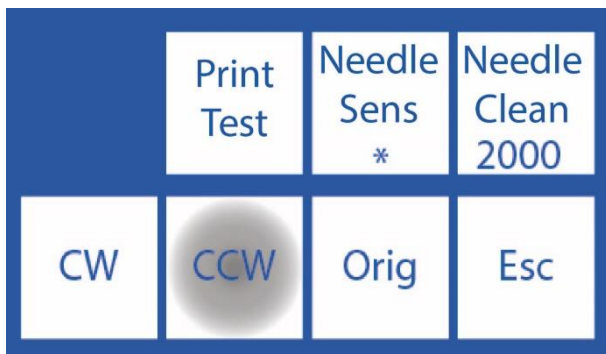 Print
Test
Needle
Sens
*
Needle
Clean
2000
CW
CCW
Orig
Esc